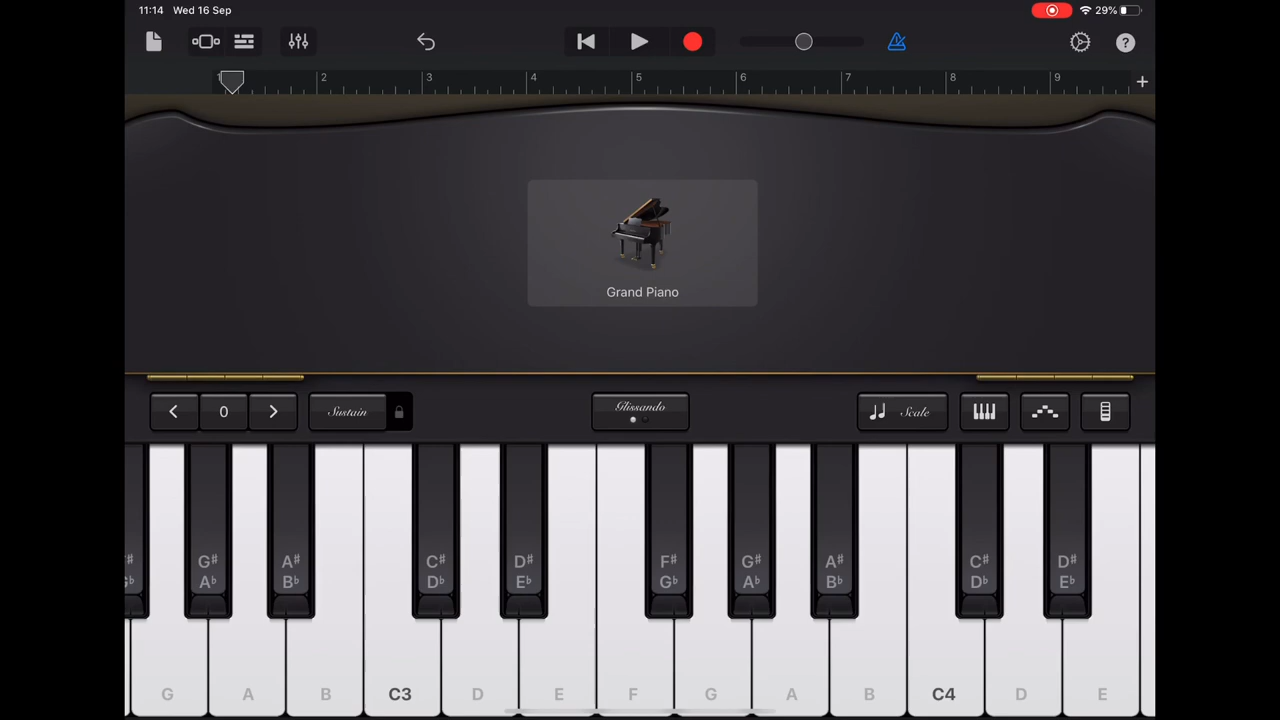 11:14 Wed 16 Sep
29%
1 2 3 4 5 6 7 8 9 +
Grand Piano
0 Sustain Glissando Scale
G♯ A♯ C♯ D♯ F♯ G♯ A♯ C♯ D♯
A♭ B♭ D♭ E♭ G♭ A♭ B♭ D♭ E♭
G A B C3 D E F G A B C4 D E